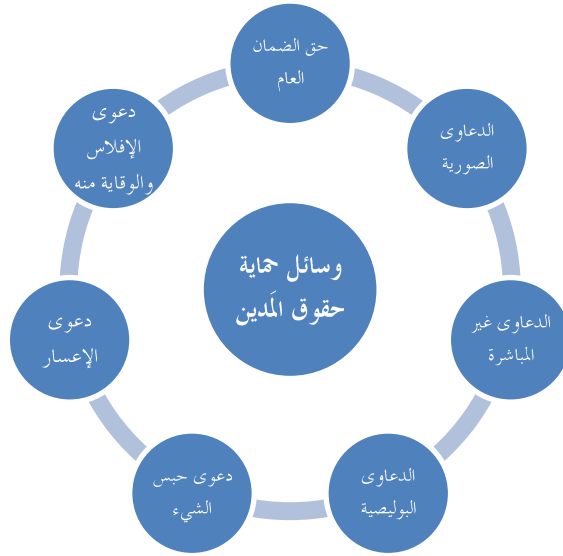 حق الضمان
العام
الدعاوى
الصورية
الدعاوى غير
المباشرة
الدعاوى
البوليصية
دعوى حبس
الشيء
دعوى
الإعسار
دعوى
الإفلاس
والوقاية منه
وسائل حماية
حقوق المَدين